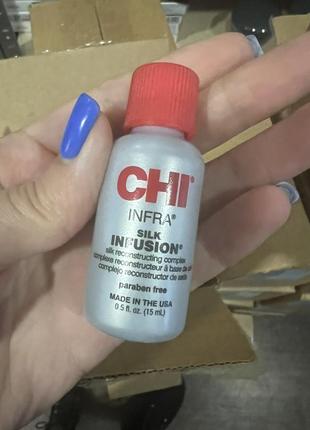 CHI
INFRA®
SILK
INFUSION®
silk reconstructing complex
complexe reconstructeur à base de
complejo reconstructor de seda
paraben free
MADE IN THE USA
0.5 fl. oz. (15 mL)